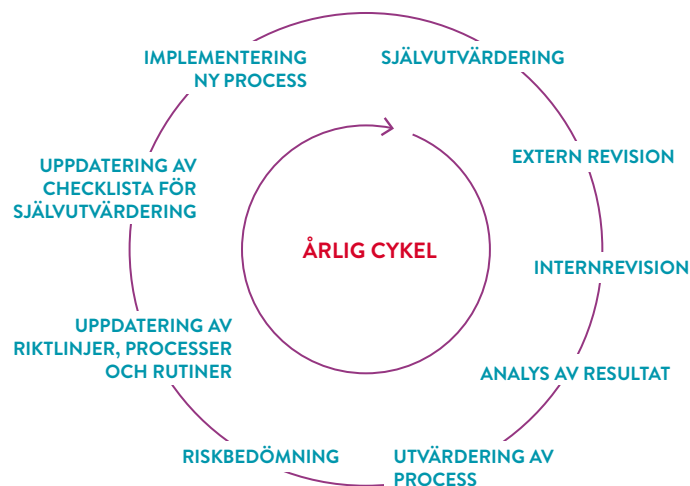 IMPLEMENTERING
NY PROCESS
SJÄLVUTVÄRDERING
EXTERN REVISION
INTERNREVISION
ANALYS AV RESULTAT
UTVÄRDERING AV
PROCESS
RISKBEDÖMNING
UPPDATERING AV
RIKTLINJER, PROCESSER
OCH RUTINER
UPPDATERING AV
CHECKLISTA FÖR
SJÄLVUTVÄRDERING
ÅRLIG CYKEL